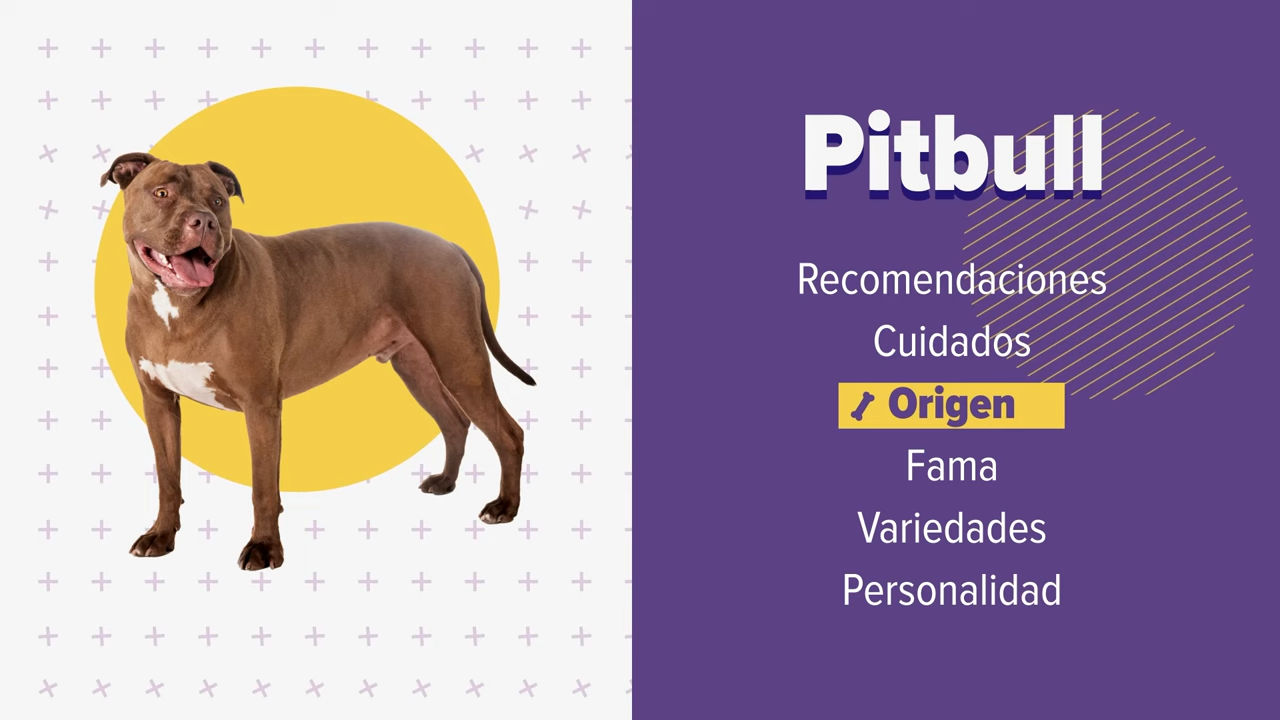 Pitbull
Recomendaciones
Cuidados
Origen
Fama
Variedades
Personalidad